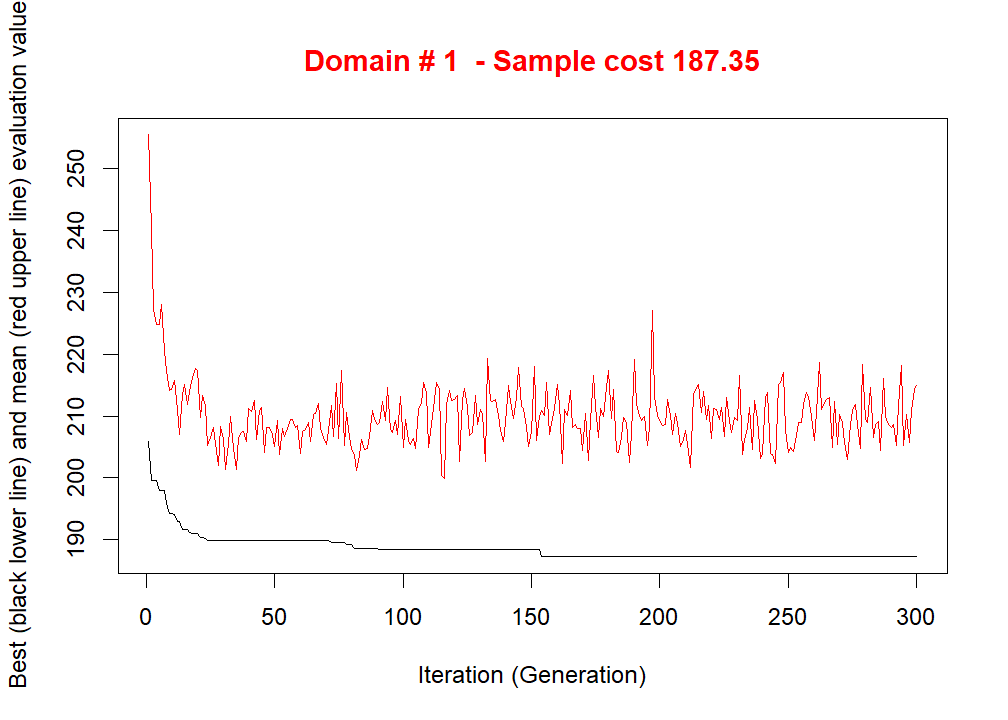 Domain # 1  - Sample cost 187.35
Best (black lower line) and mean (red upper line) evaluation value
250
240
230
220
210
200
190
0 50 100 150 200 250 300
Iteration (Generation)